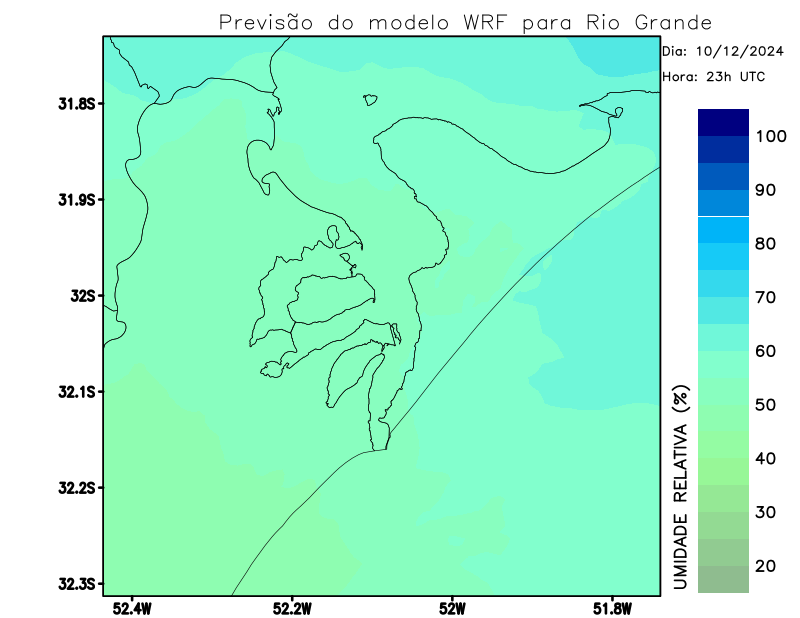 Previsão do modelo WRF para Rio Grande
Dia: 10/12/2024
Hora: 23h UTC
31.8S
31.9S
32S
32.1S
32.2S
32.3S
52.4W
52.2W
52W
51.8W
100
90
80
70
60
50
40
30
20
UMIDADE RELATIVA (%)